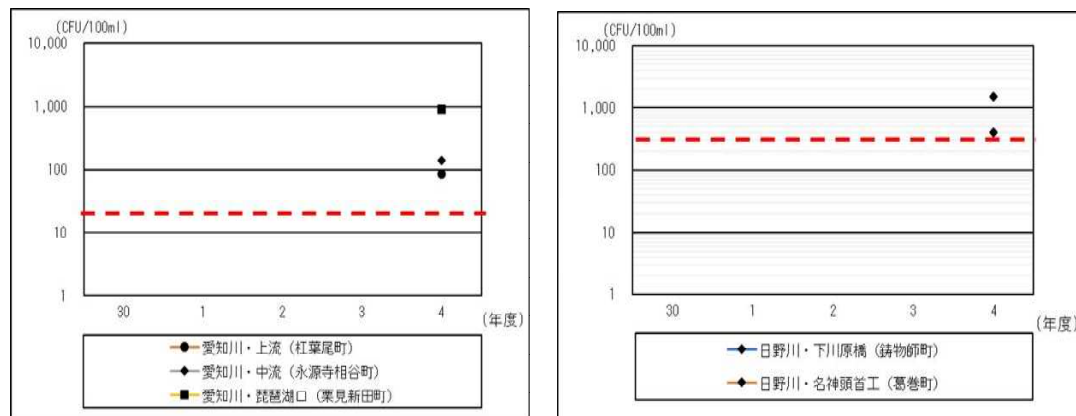 (CFU/100ml)
10,000
1,000
100
10
1
30 1 2 3 4
(年度)
愛知川・上流（杠葉尾町）
愛知川・中流（永源寺相谷町）
愛知川・琵琶湖口（栗見新田町）
(CFU/100ml)
10,000
1,000
100
10
1
30 1 2 3 4
(年度)
日野川・下川原橋（鋳物師町）
日野川・名神頭首工（葛巻町）